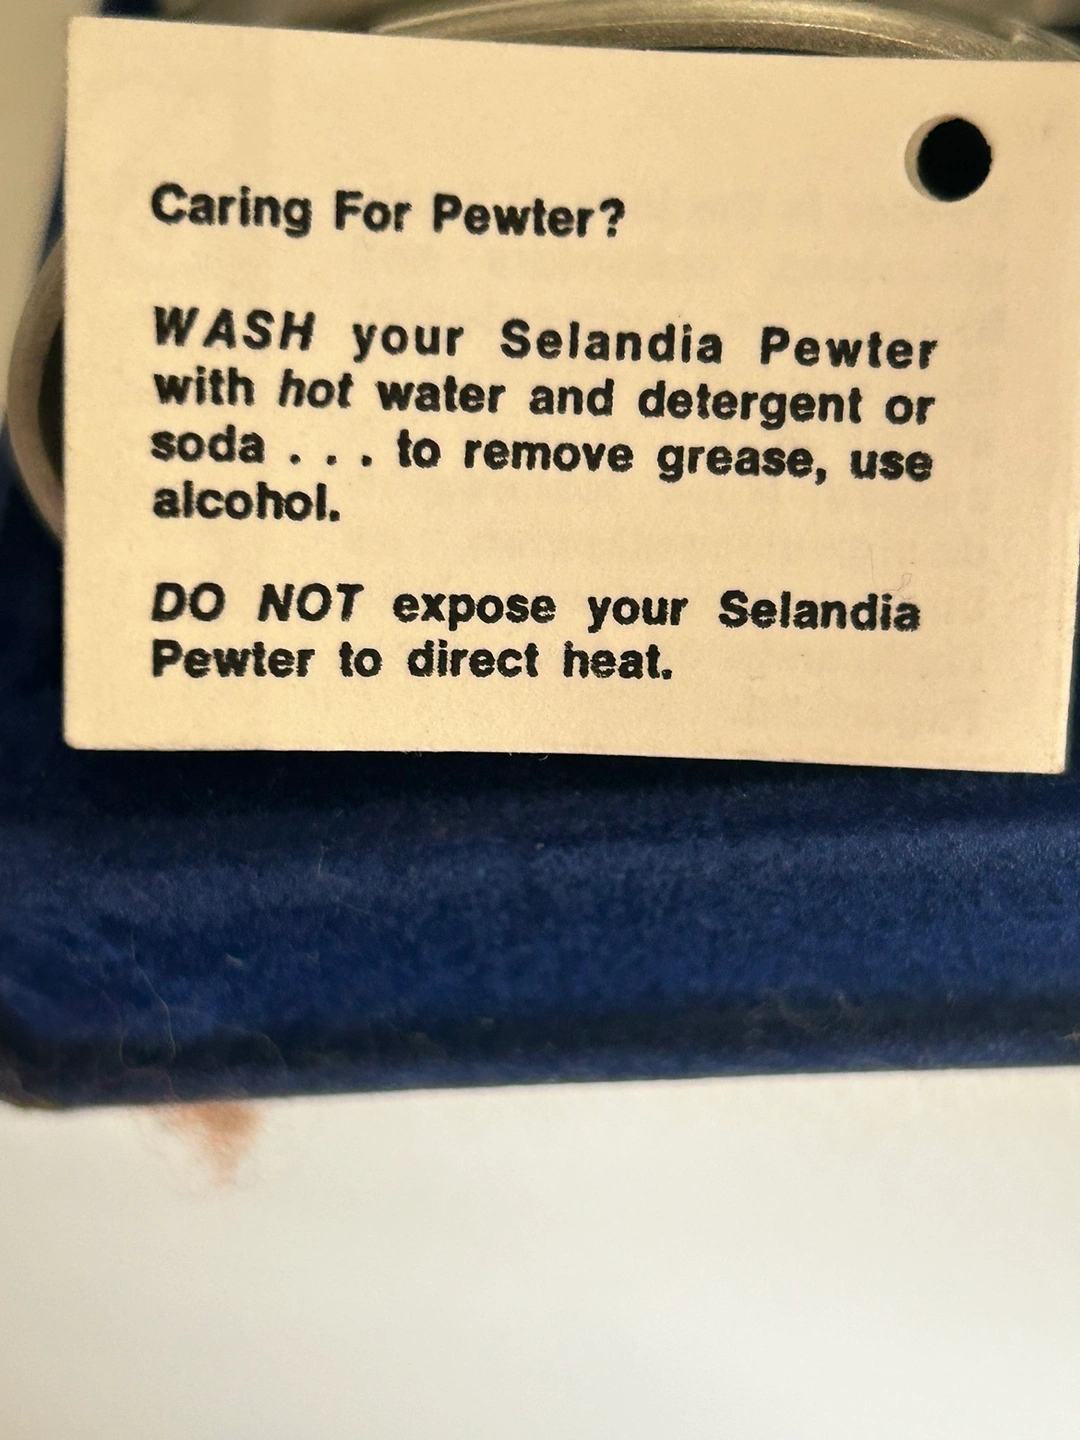 Caring For Pewter?
WASH your Selandia Pewter
with hot water and detergent or
soda . . . to remove grease, use
alcohol.
DO NOT expose your Selandia
Pewter to direct heat.